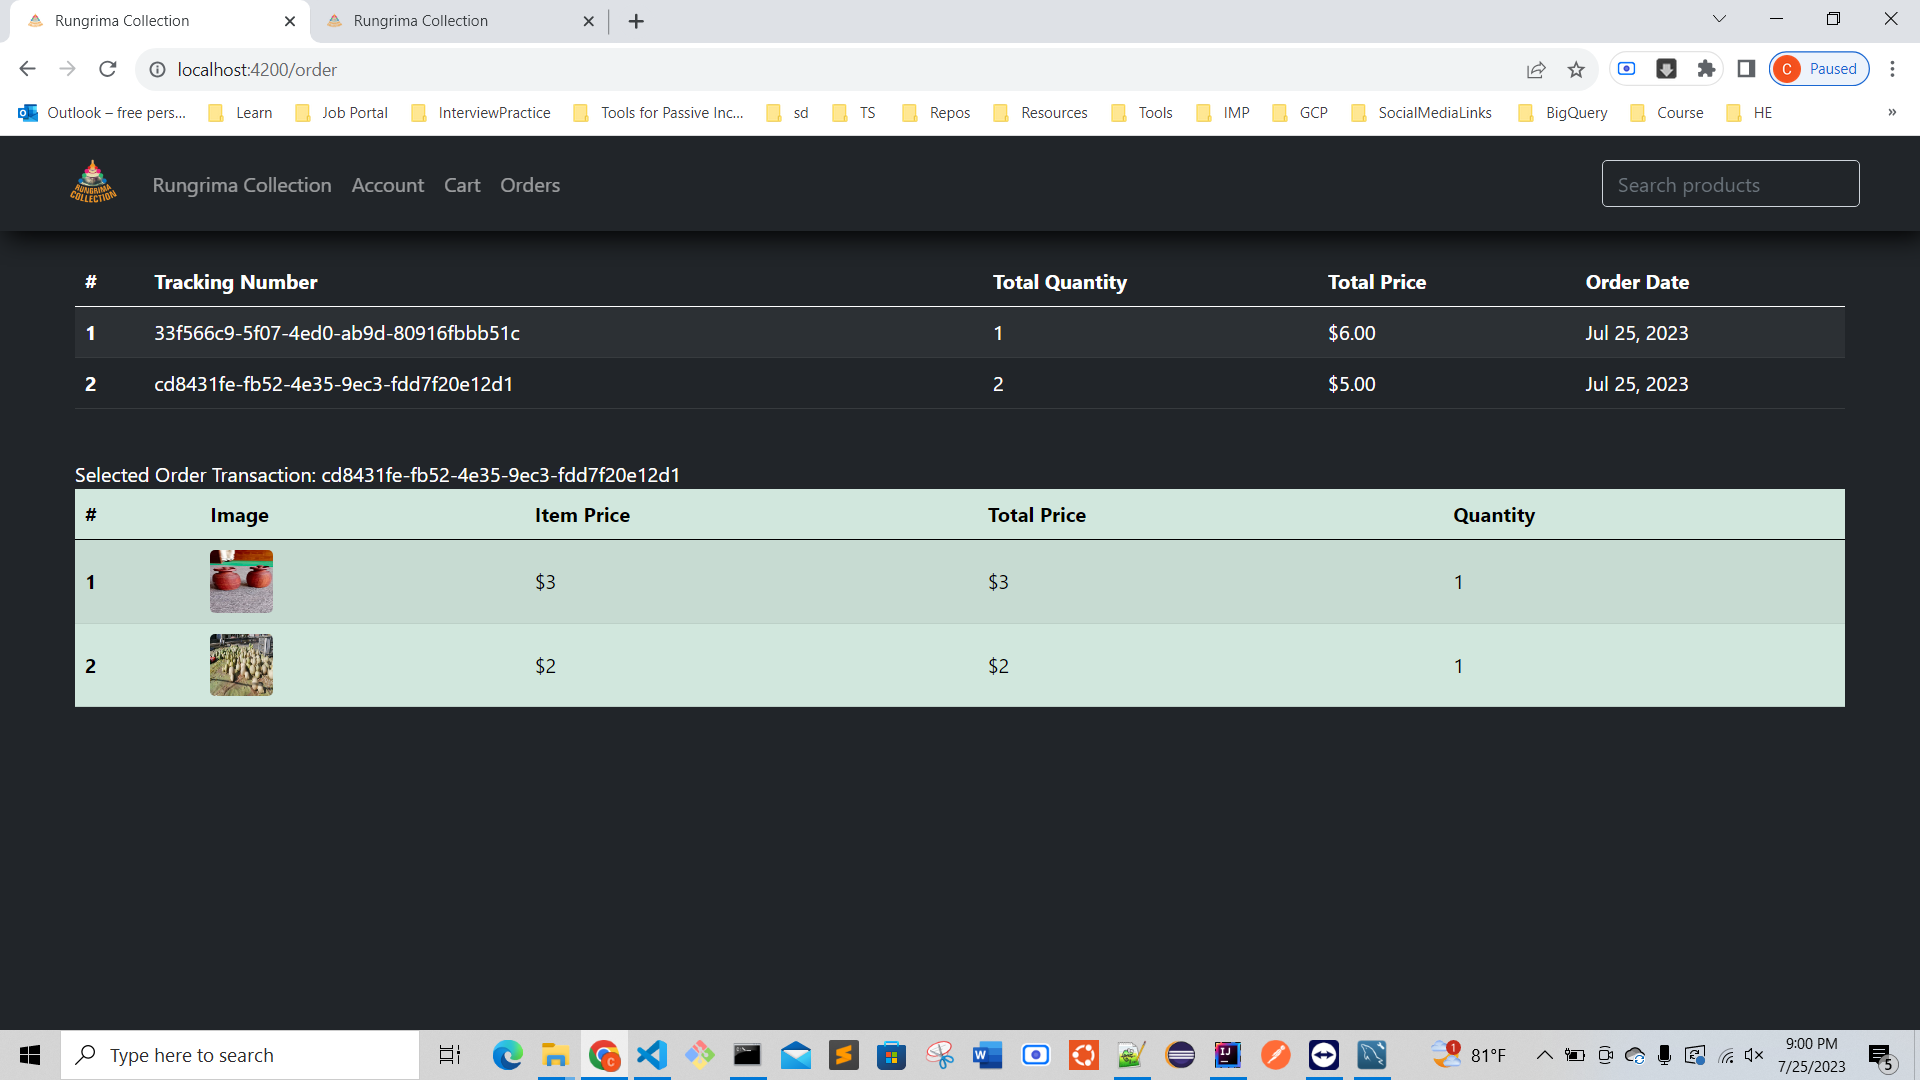 Rungrima Collection Rungrima Collection
localhost:4200/order C Paused
Outlook – free pers... Learn Job Portal InterviewPractice Tools for Passive Inc... sd TS Repos Resources Tools IMP GCP SocialMediaLinks BigQuery Course HE »
RUNGRIMA COLLECTION Rungrima Collection Account Cart Orders Search products
# Tracking Number Total Quantity Total Price Order Date
1 33f566c9-5f07-4ed0-ab9d-80916fbbb51c 1 $6.00 Jul 25, 2023
2 cd8431fe-fb52-4e35-9ec3-fdd7f20e12d1 2 $5.00 Jul 25, 2023
Selected Order Transaction: cd8431fe-fb52-4e35-9ec3-fdd7f20e12d1
# Image Item Price Total Price Quantity
1 $3 $3 1
2 $2 $2 1
Type here to search 1 81°F 9:00 PM
7/25/2023 5